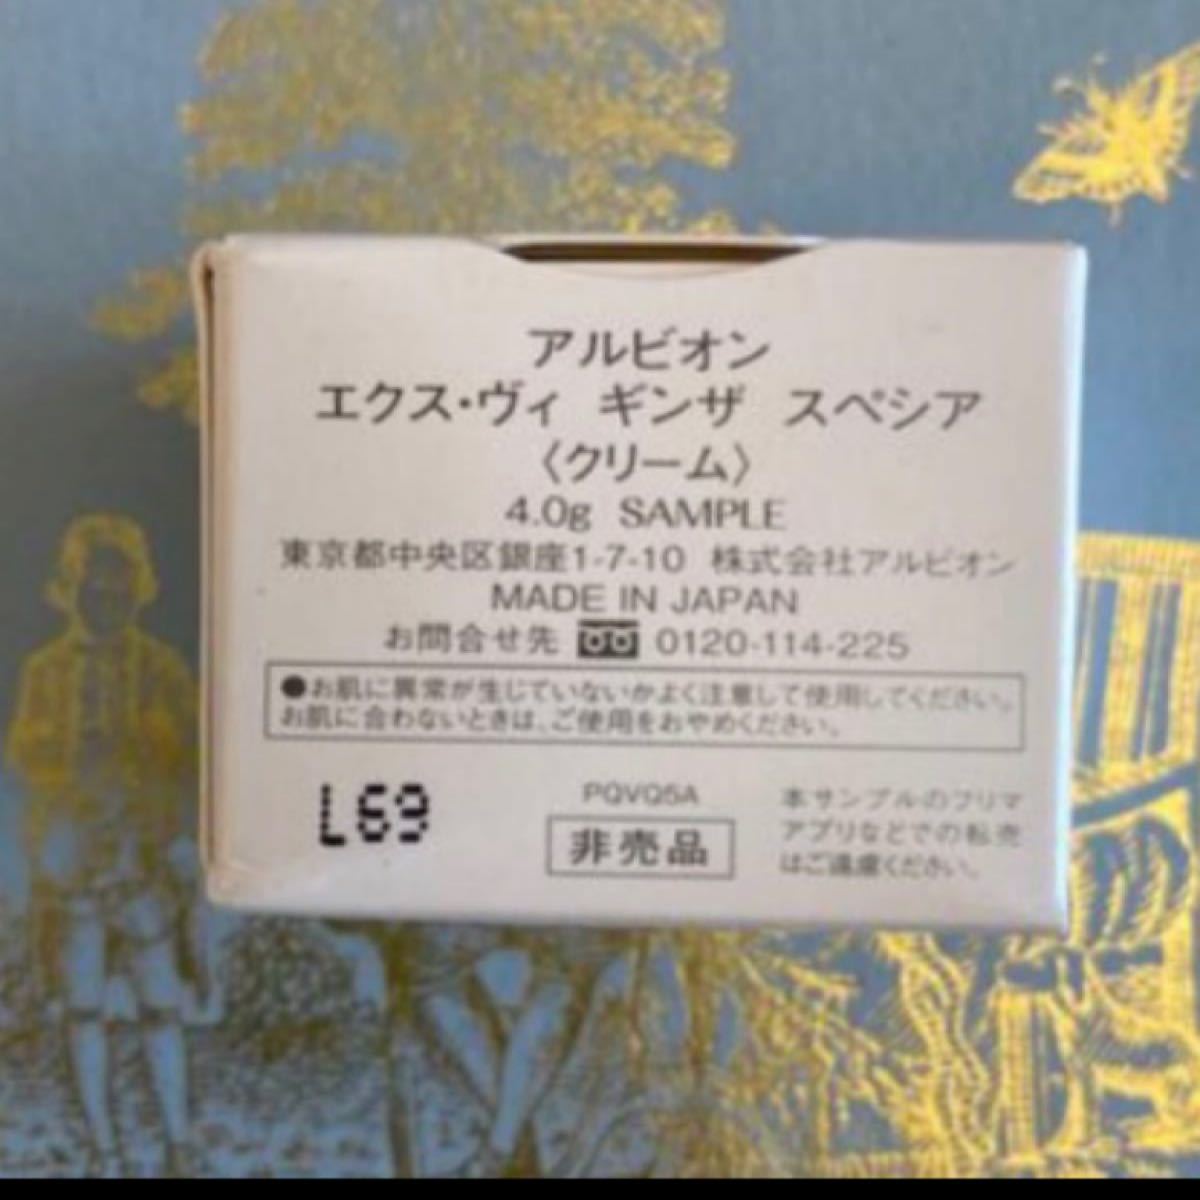 アルビオン
エクス・ヴィ ギンザ スペシア
〈クリーム〉
4.0g SAMPLE
東京都中央区銀座1-7-10 株式会社アルビオン
MADE IN JAPAN
お問合せ先 0120-114-225
●お肌に異常が生じていないかよく注意して使用してください。
お肌に合わないときは、ご使用をおやめください。
L69
PQVQ5A
非売品
本サンプルのフリマ
アプリなどでの転売
はご遠慮ください。